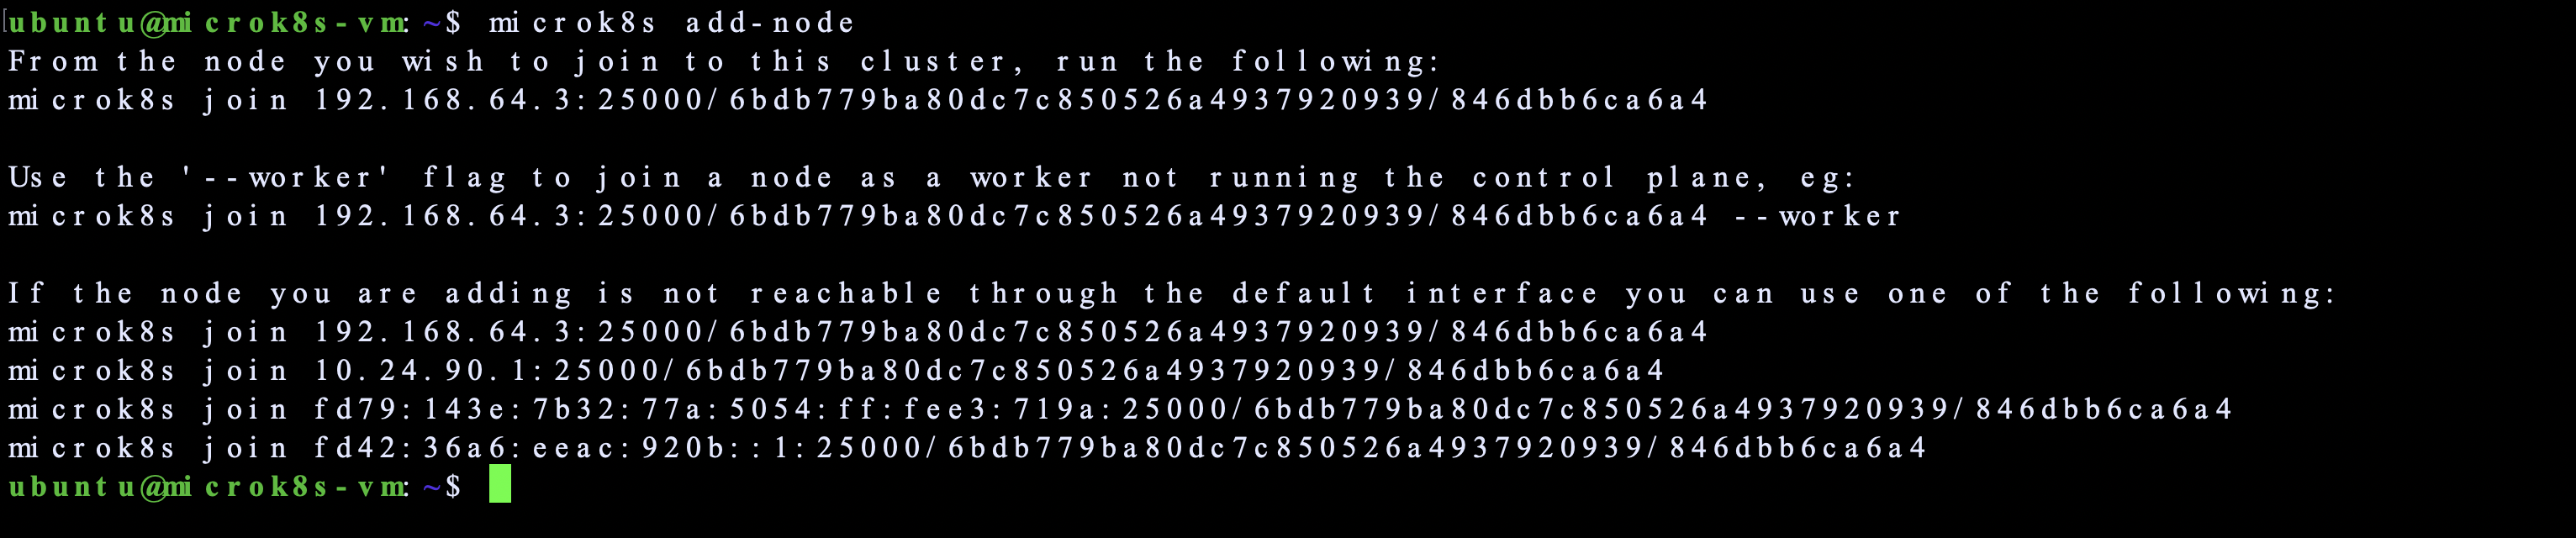 ubuntu@microk8s-vm:~$ microk8s add-node
From the node you wish to join to this cluster, run the following:
microk8s join 192.168.64.3:25000/6bdb779ba80dc7c850526a4937920939/846dbb6ca6a4

Use the '--worker' flag to join a node as a worker not running the control plane, eg:
microk8s join 192.168.64.3:25000/6bdb779ba80dc7c850526a4937920939/846dbb6ca6a4 --worker

If the node you are adding is not reachable through the default interface you can use one of the following:
microk8s join 192.168.64.3:25000/6bdb779ba80dc7c850526a4937920939/846dbb6ca6a4
microk8s join 10.24.90.1:25000/6bdb779ba80dc7c850526a4937920939/846dbb6ca6a4
microk8s join fd79:143e:7b32:77a:5054:ff:fee3:719a:25000/6bdb779ba80dc7c850526a4937920939/846dbb6ca6a4
microk8s join fd42:36a6:eeac:920b::1:25000/6bdb779ba80dc7c850526a4937920939/846dbb6ca6a4
ubuntu@microk8s-vm:~$